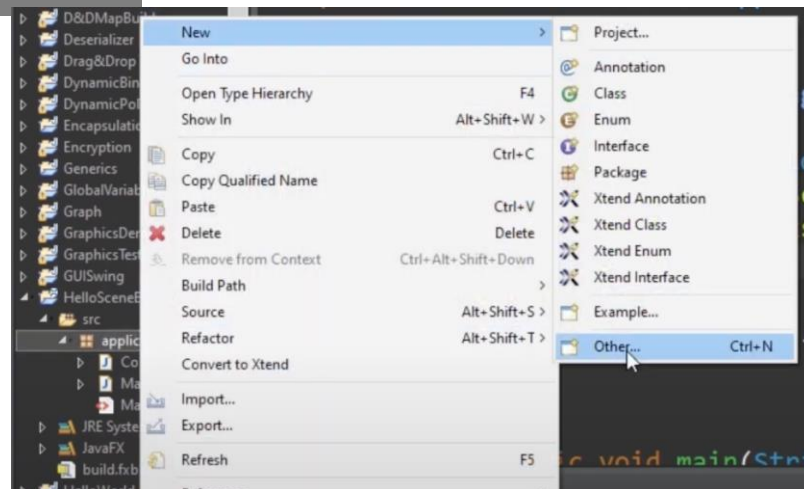 D&DMapBu
Deserializer
Drag&Drop
DynamicBin
DynamicPol
Encapsulatio
Encryption
Generics
GlobalVariab
Graph
GraphicsDer
GraphicsTest
GUISwing
HelloSceneB
src
applic
Co
Ma
Ma
JRE Syste
JavaFX
build.fxb
New >
Go Into
Open Type Hierarchy F4
Show In Alt+Shift+W >
Copy Ctrl+C
Copy Qualified Name
Paste Ctrl+V
Delete Delete
Remove from Context Ctrl+Alt+Shift+Down
Build Path >
Source Alt+Shift+S >
Refactor Alt+Shift+T >
Convert to Xtend
Import...
Export...
Refresh F5
Project...
Annotation
Class
Enum
Interface
Package
Xtend Annotation
Xtend Class
Xtend Enum
Xtend Interface
Example...
Other... Ctrl+N
ic void main(Str